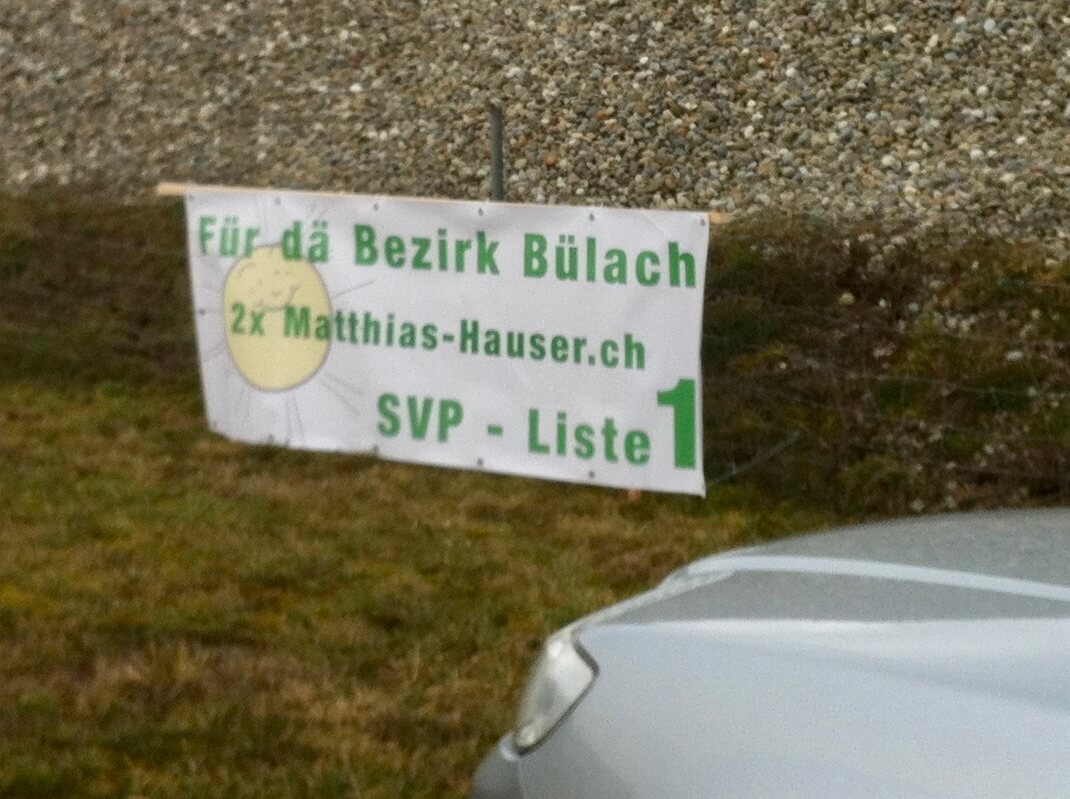 Für dä Bezirk Bülach
2x Matthias-Hauser.ch
SVP - Liste 1